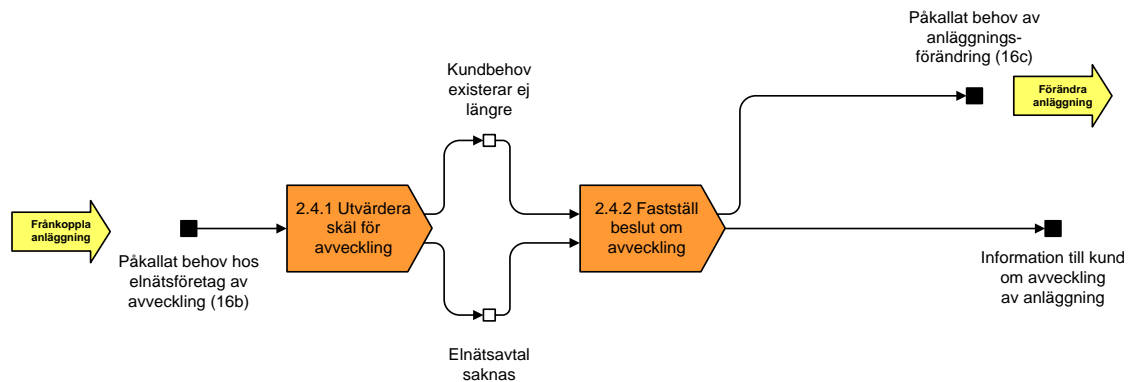 Frånkoppla
anläggning
Påkallat behov hos
elnätsföretag av
avveckling (16b)
2.4.1 Utvärdera
skäl för
avveckling
Kundbehov
existerar ej
längre
Elnätsavtal
saknas
2.4.2 Fastställ
beslut om
avveckling
Påkallat behov av
anläggnings-
förändring (16c)
Förändra
anläggning
Information till kund
om avveckling
av anläggning